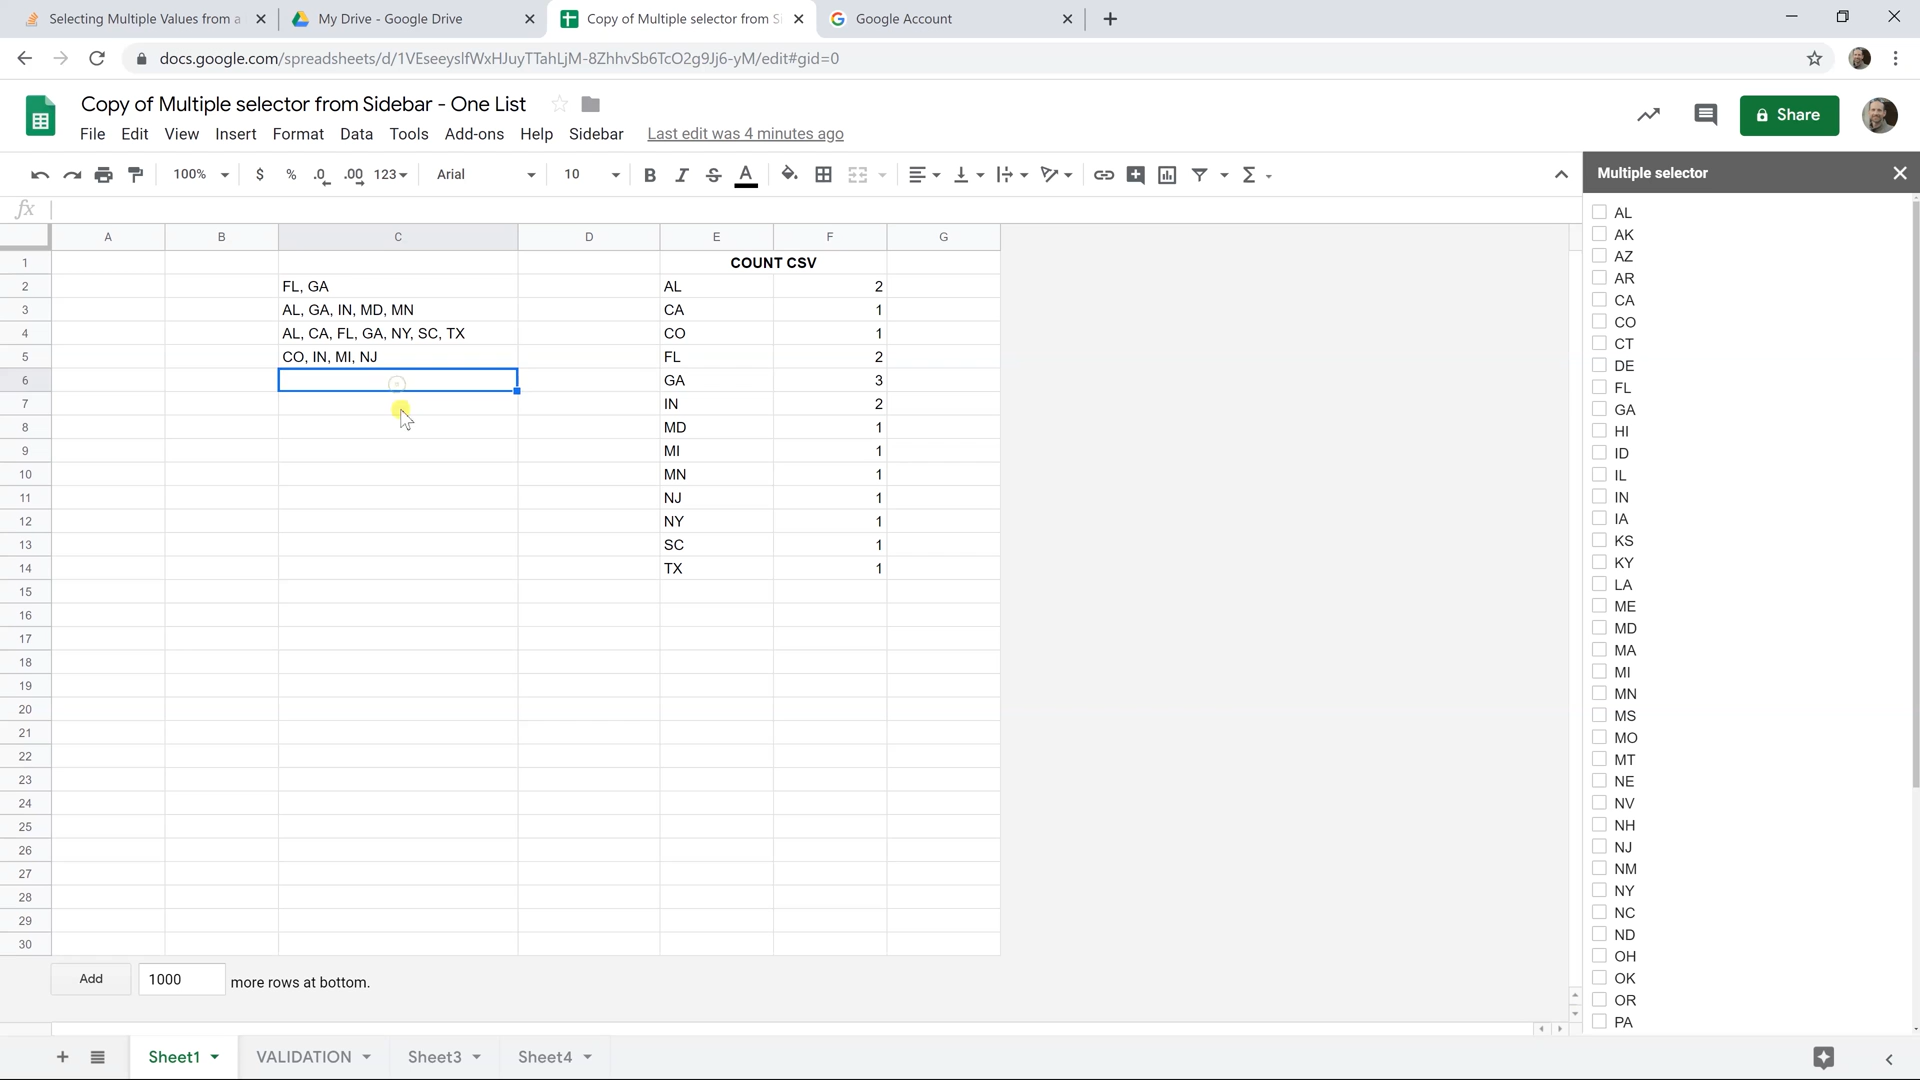 Selecting Multiple Values from a
My Drive - Google Drive
Copy of Multiple selector from S
Google Account
docs.google.com/spreadsheets/d/1VEseeyslfWxHJuyTTahLjM-8ZhhvSb6TcO2g9Jj6-yM/edit#gid=0
Copy of Multiple selector from Sidebar - One List
File Edit View Insert Format Data Tools Add-ons Help Sidebar Last edit was 4 minutes ago
Share
100% $ % .0 .00 123 Arial 10 B I S A Σ
Multiple selector
fx
A B C D E F G
1 COUNT CSV
2 FL, GA AL 2
3 AL, GA, IN, MD, MN CA 1
4 AL, CA, FL, GA, NY, SC, TX CO 1
5 CO, IN, MI, NJ FL 2
6 GA 3
7 IN 2
8 MD 1
9 MI 1
10 MN 1
11 NJ 1
12 NY 1
13 SC 1
14 TX 1
15
16
17
18
19
20
21
22
23
24
25
26
27
28
29
30
Add 1000 more rows at bottom.
Sheet1 VALIDATION Sheet3 Sheet4
AL
AK
AZ
AR
CA
CO
CT
DE
FL
GA
HI
ID
IL
IN
IA
KS
KY
LA
ME
MD
MA
MI
MN
MS
MO
MT
NE
NV
NH
NJ
NM
NY
NC
ND
OH
OK
OR
PA